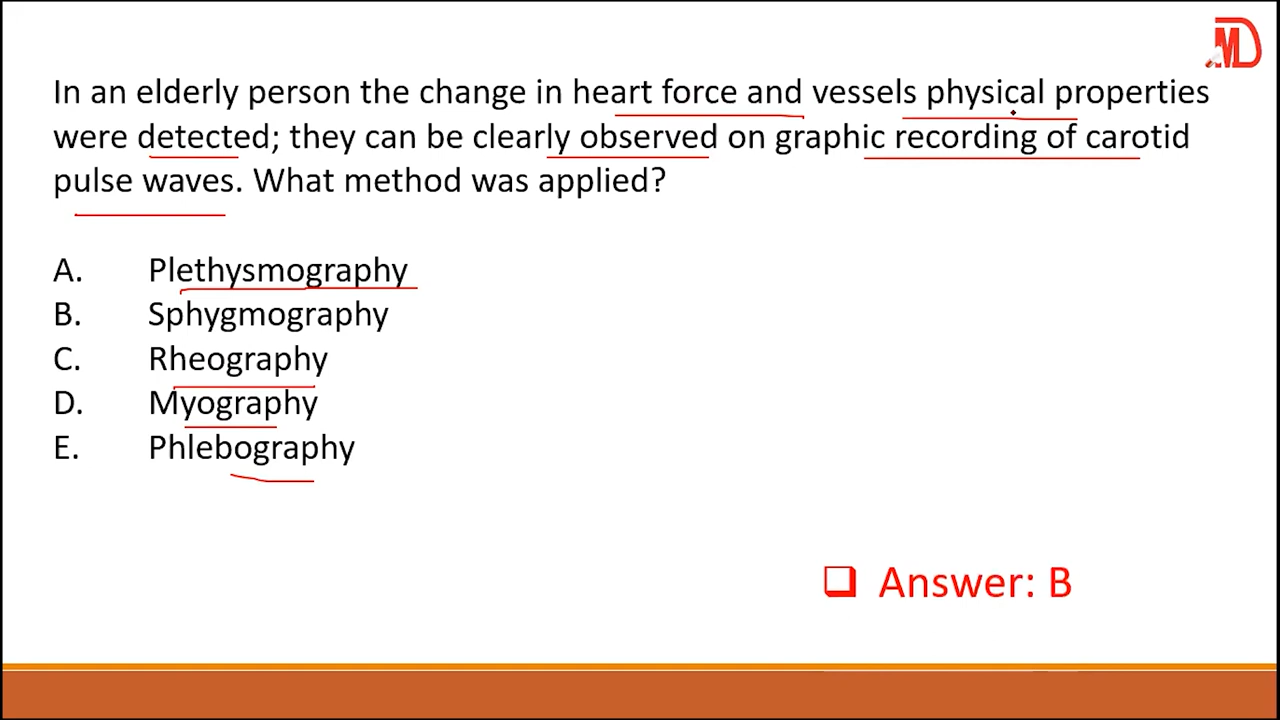 MD
In an elderly person the change in heart force and vessels physical properties
were detected; they can be clearly observed on graphic recording of carotid
pulse waves. What method was applied?
A. Plethysmography
B. Sphygmography
C. Rheography
D. Myography
E. Phlebography
Answer: B